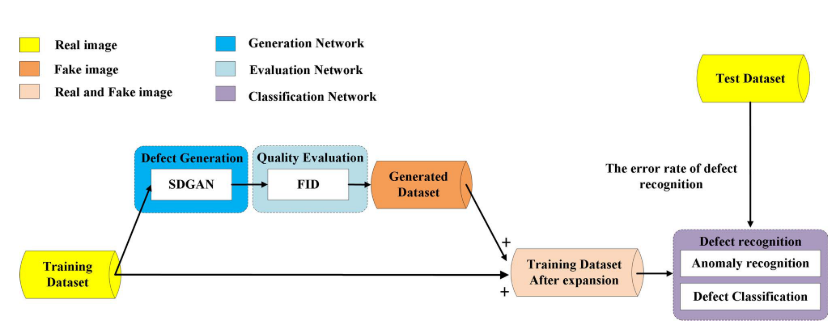 Real image
Generation Network
Fake image
Evaluation Network
Real and Fake image
Classification Network
Test Dataset
Defect Generation
Quality Evaluation
SDGAN
FID
Generated
Dataset
The error rate of defect
recognition
+
Training
Dataset
+
Training Dataset
After expansion
Defect recognition
Anomaly recognition
Defect Classification